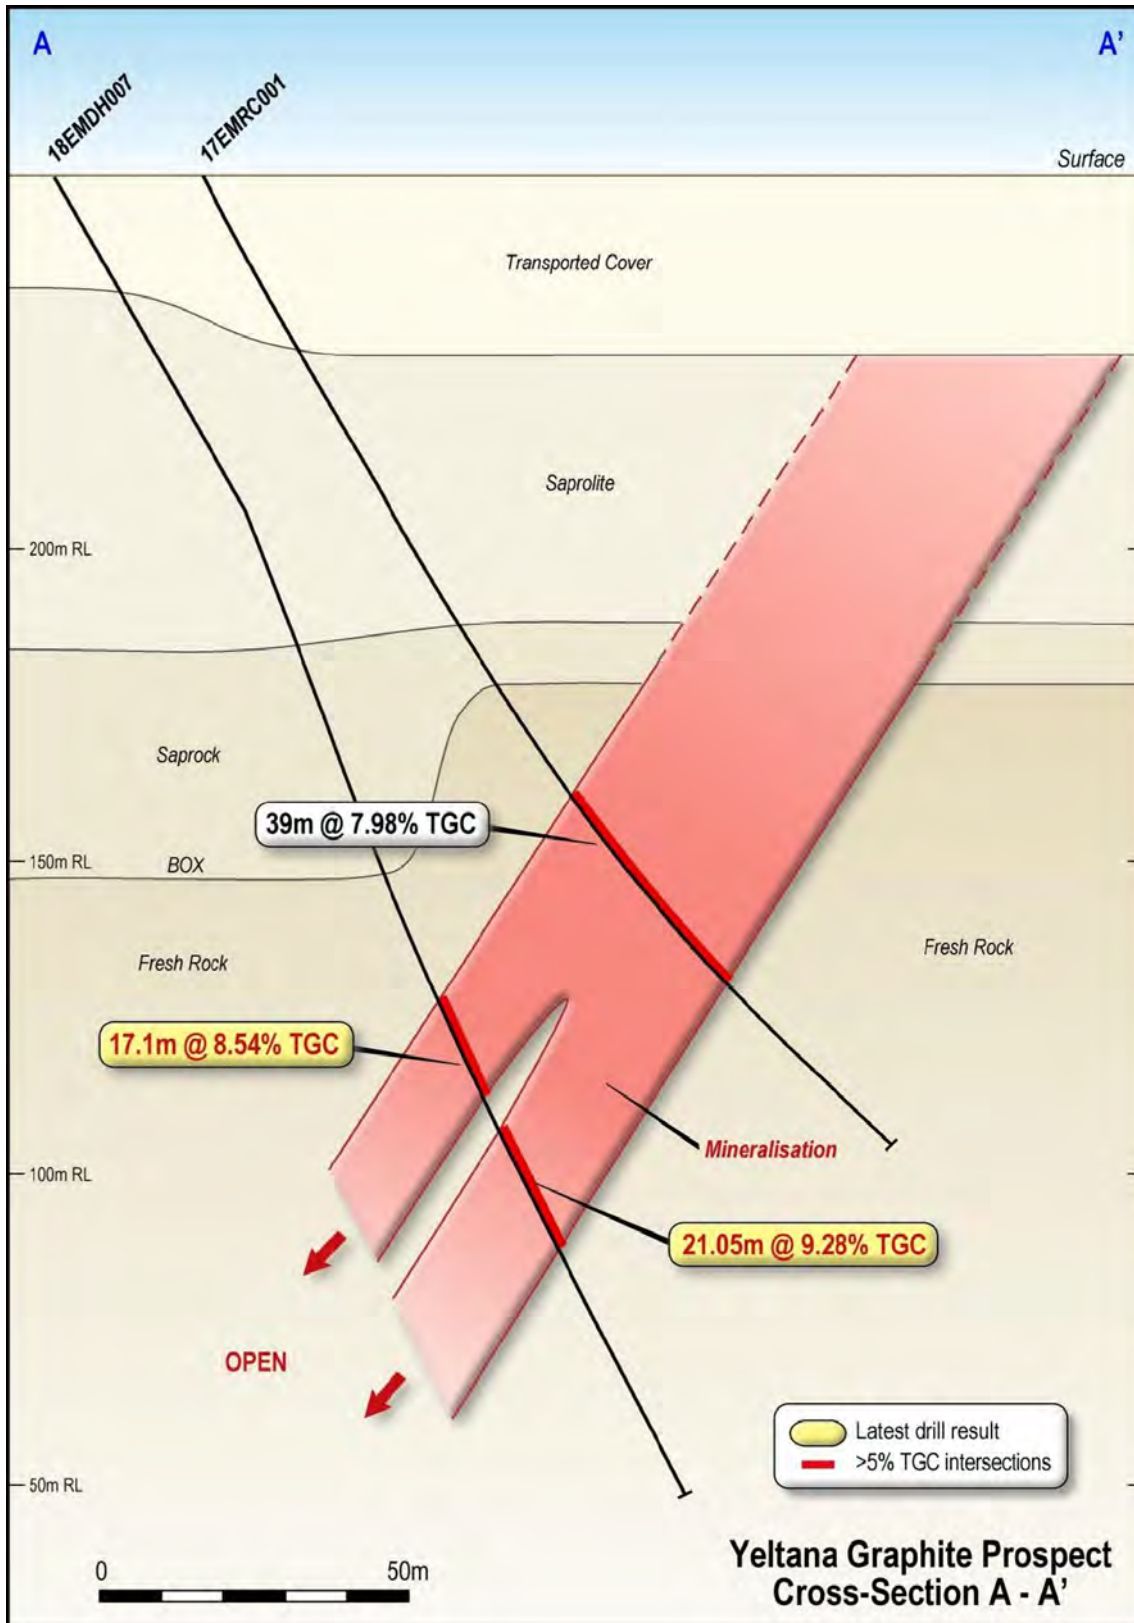 A
A'
18EMDH007
17EMRC001
Surface
Transported Cover
Saprolite
200m RL
Saprock
39m @ 7.98% TGC
150m RL
BOX
Fresh Rock
Fresh Rock
17.1m @ 8.54% TGC
Mineralisation
100m RL
21.05m @ 9.28% TGC
OPEN
Latest drill result
>5% TGC intersections
50m RL
0
50m
Yeltana Graphite Prospect
Cross-Section A - A'